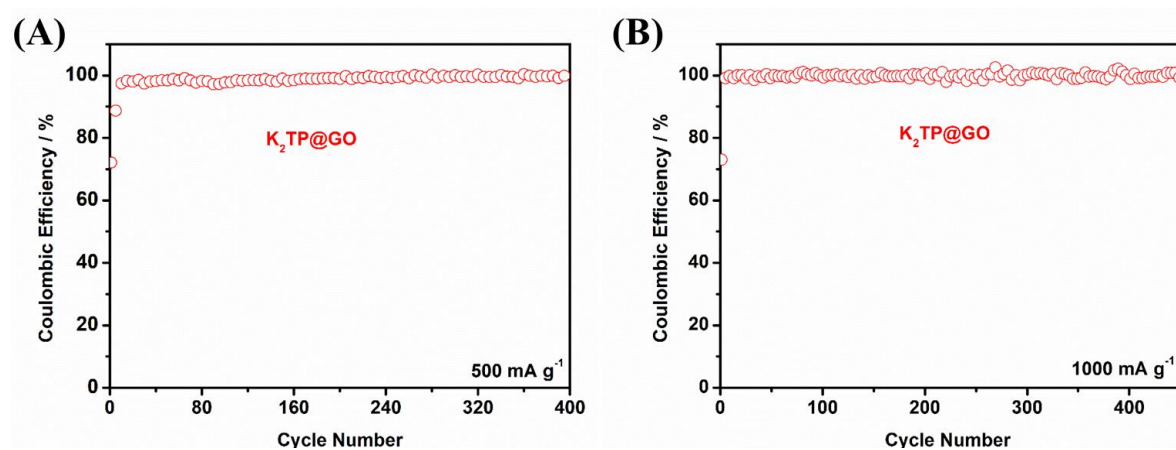 (A)
100
80
60
40
20
0
Coulombic Efficiency / %
K₂TP@GO
500 mA g⁻¹
0 80 160 240 320 400
Cycle Number
(B)
100
80
60
40
20
0
Coulombic Efficiency / %
K₂TP@GO
1000 mA g⁻¹
0 100 200 300 400
Cycle Number